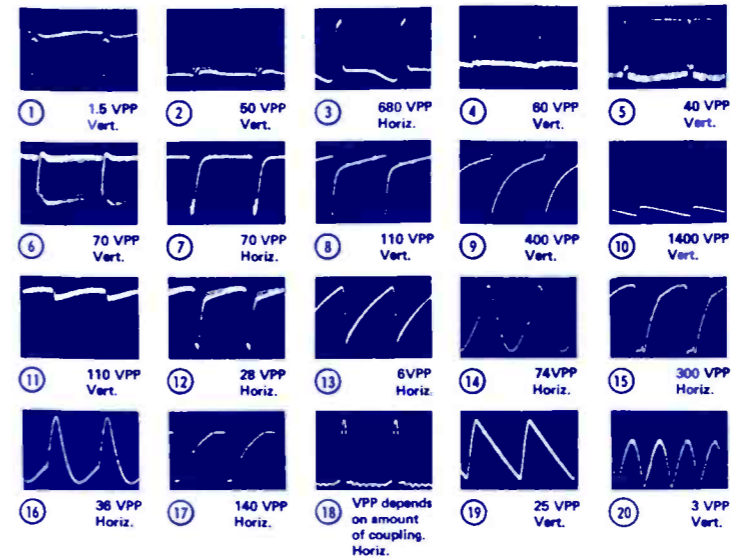 1 1.5 VPP Vert.
2 50 VPP Vert.
3 680 VPP Horiz.
4 60 VPP Vert.
5 40 VPP Vert.
6 70 VPP Vert.
7 70 VPP Horiz.
8 110 VPP Vert.
9 400 VPP Vert.
10 1400 VPP Vert.
11 110 VPP Vert.
12 28 VPP Horiz.
13 6VPP Horiz.
14 74VPP Horiz.
15 300 VPP Horiz.
16 36 VPP Horiz.
17 140 VPP Horiz.
18 VPP depends
on amount
of coupling.
Horiz.
19 25 VPP Vert.
20 3 VPP Vert.